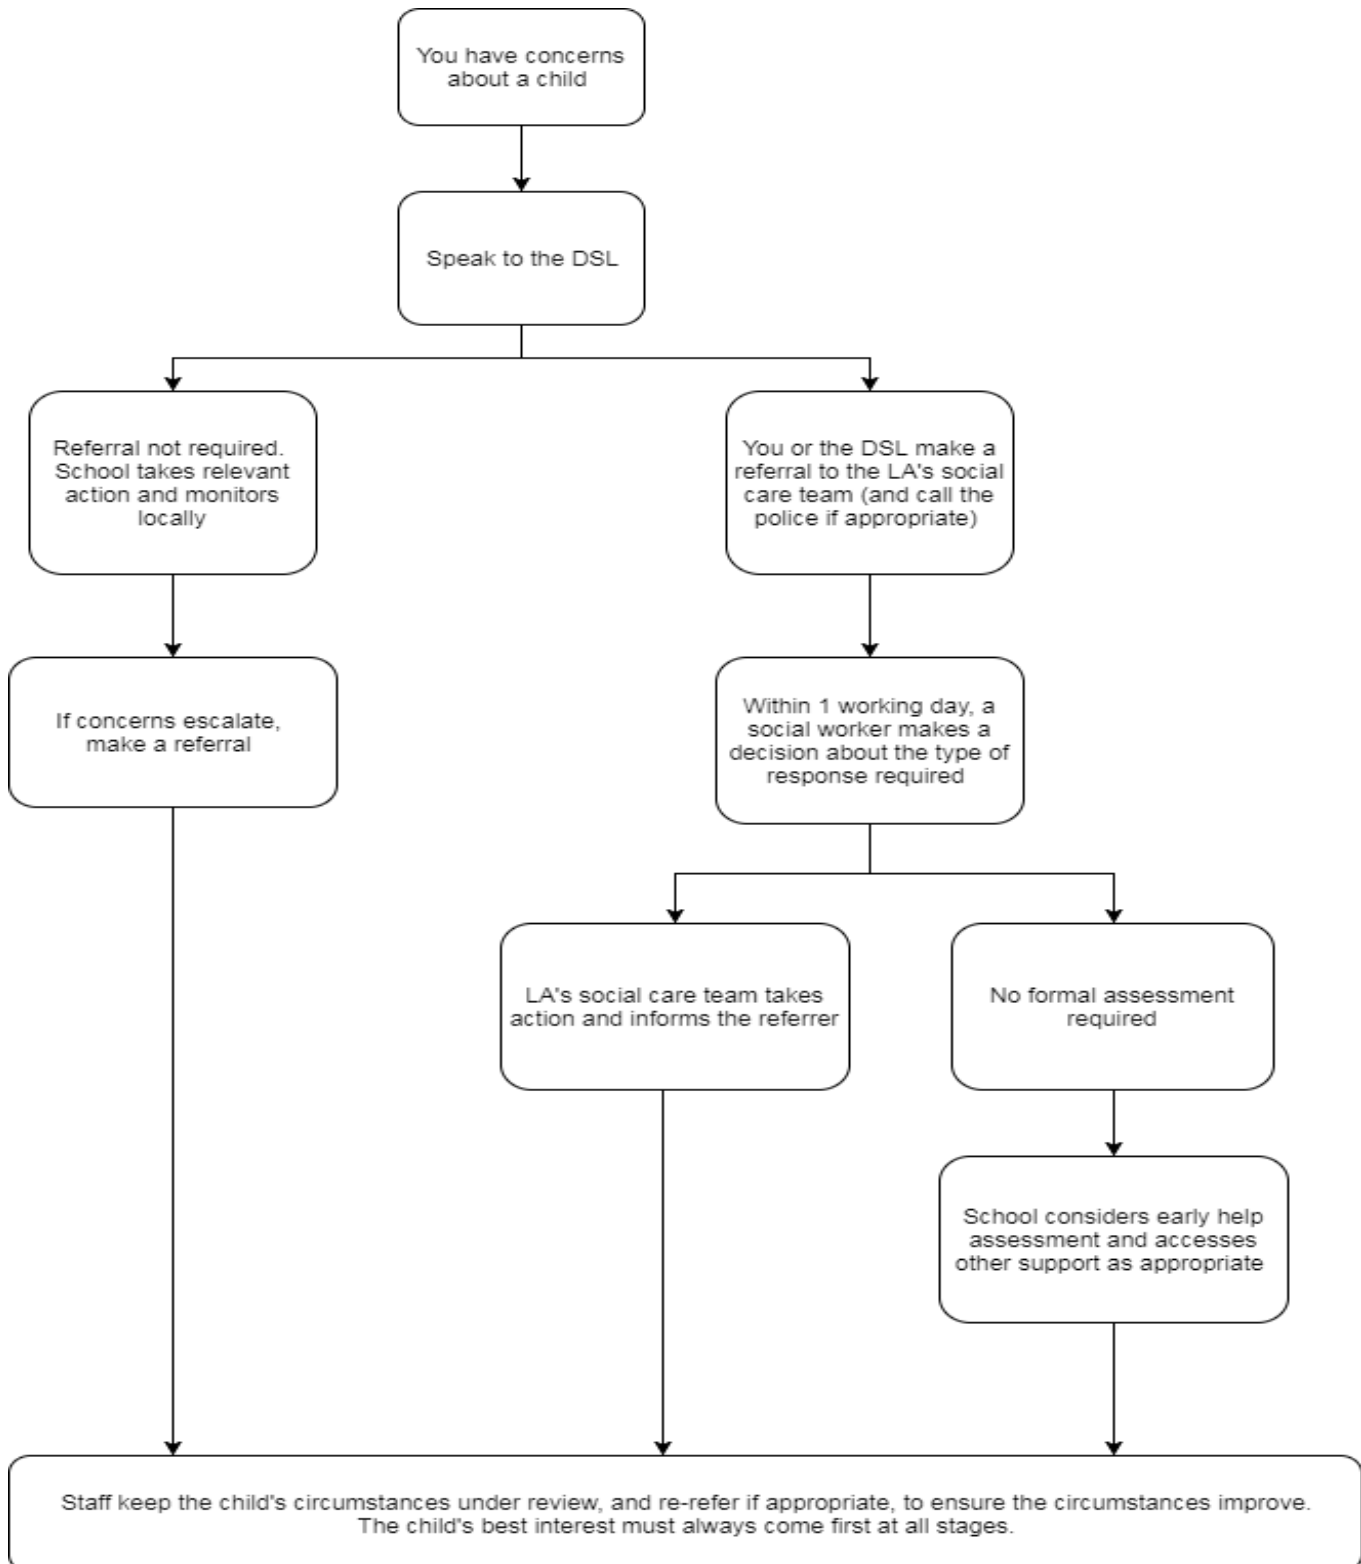 You have concerns
about a child
Speak to the DSL
Referral not required.
School takes relevant
action and monitors
locally
You or the DSL make a
referral to the LA's social
care team (and call the
police if appropriate)
If concerns escalate,
make a referral
Within 1 working day, a
social worker makes a
decision about the type of
response required
LA's social care team takes
action and informs the referrer
No formal assessment
required
School considers early help
assessment and accesses
other support as appropriate
Staff keep the child's circumstances under review, and re-refer if appropriate, to ensure the circumstances improve.
The child's best interest must always come first at all stages.